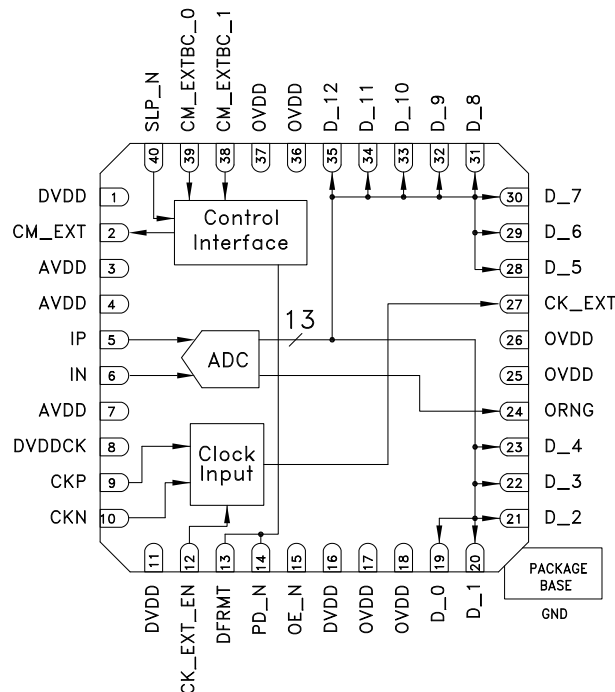 SLP_N
CM_EXTBC_0
CM_EXTBC_1
OVDD
OVDD
D_12
D_11
D_10
D_9
D_8
40
39
38
37
36
35
34
33
32
31
DVDD 1
CM_EXT 2
AVDD 3
AVDD 4
IP 5
IN 6
AVDD 7
DVDDCK 8
CKP 9
CKN 10
Control
Interface
13
ADC
Clock
Input
30 D_7
29 D_6
28 D_5
27 CK_EXT
26 OVDD
25 OVDD
24 ORNG
23 D_4
22 D_3
21 D_2
11
12
13
14
15
16
17
18
19
20
DVDD
CK_EXT_EN
DFRMT
PD_N
OE_N
DVDD
OVDD
OVDD
D_0
D_1
PACKAGE
BASE
GND